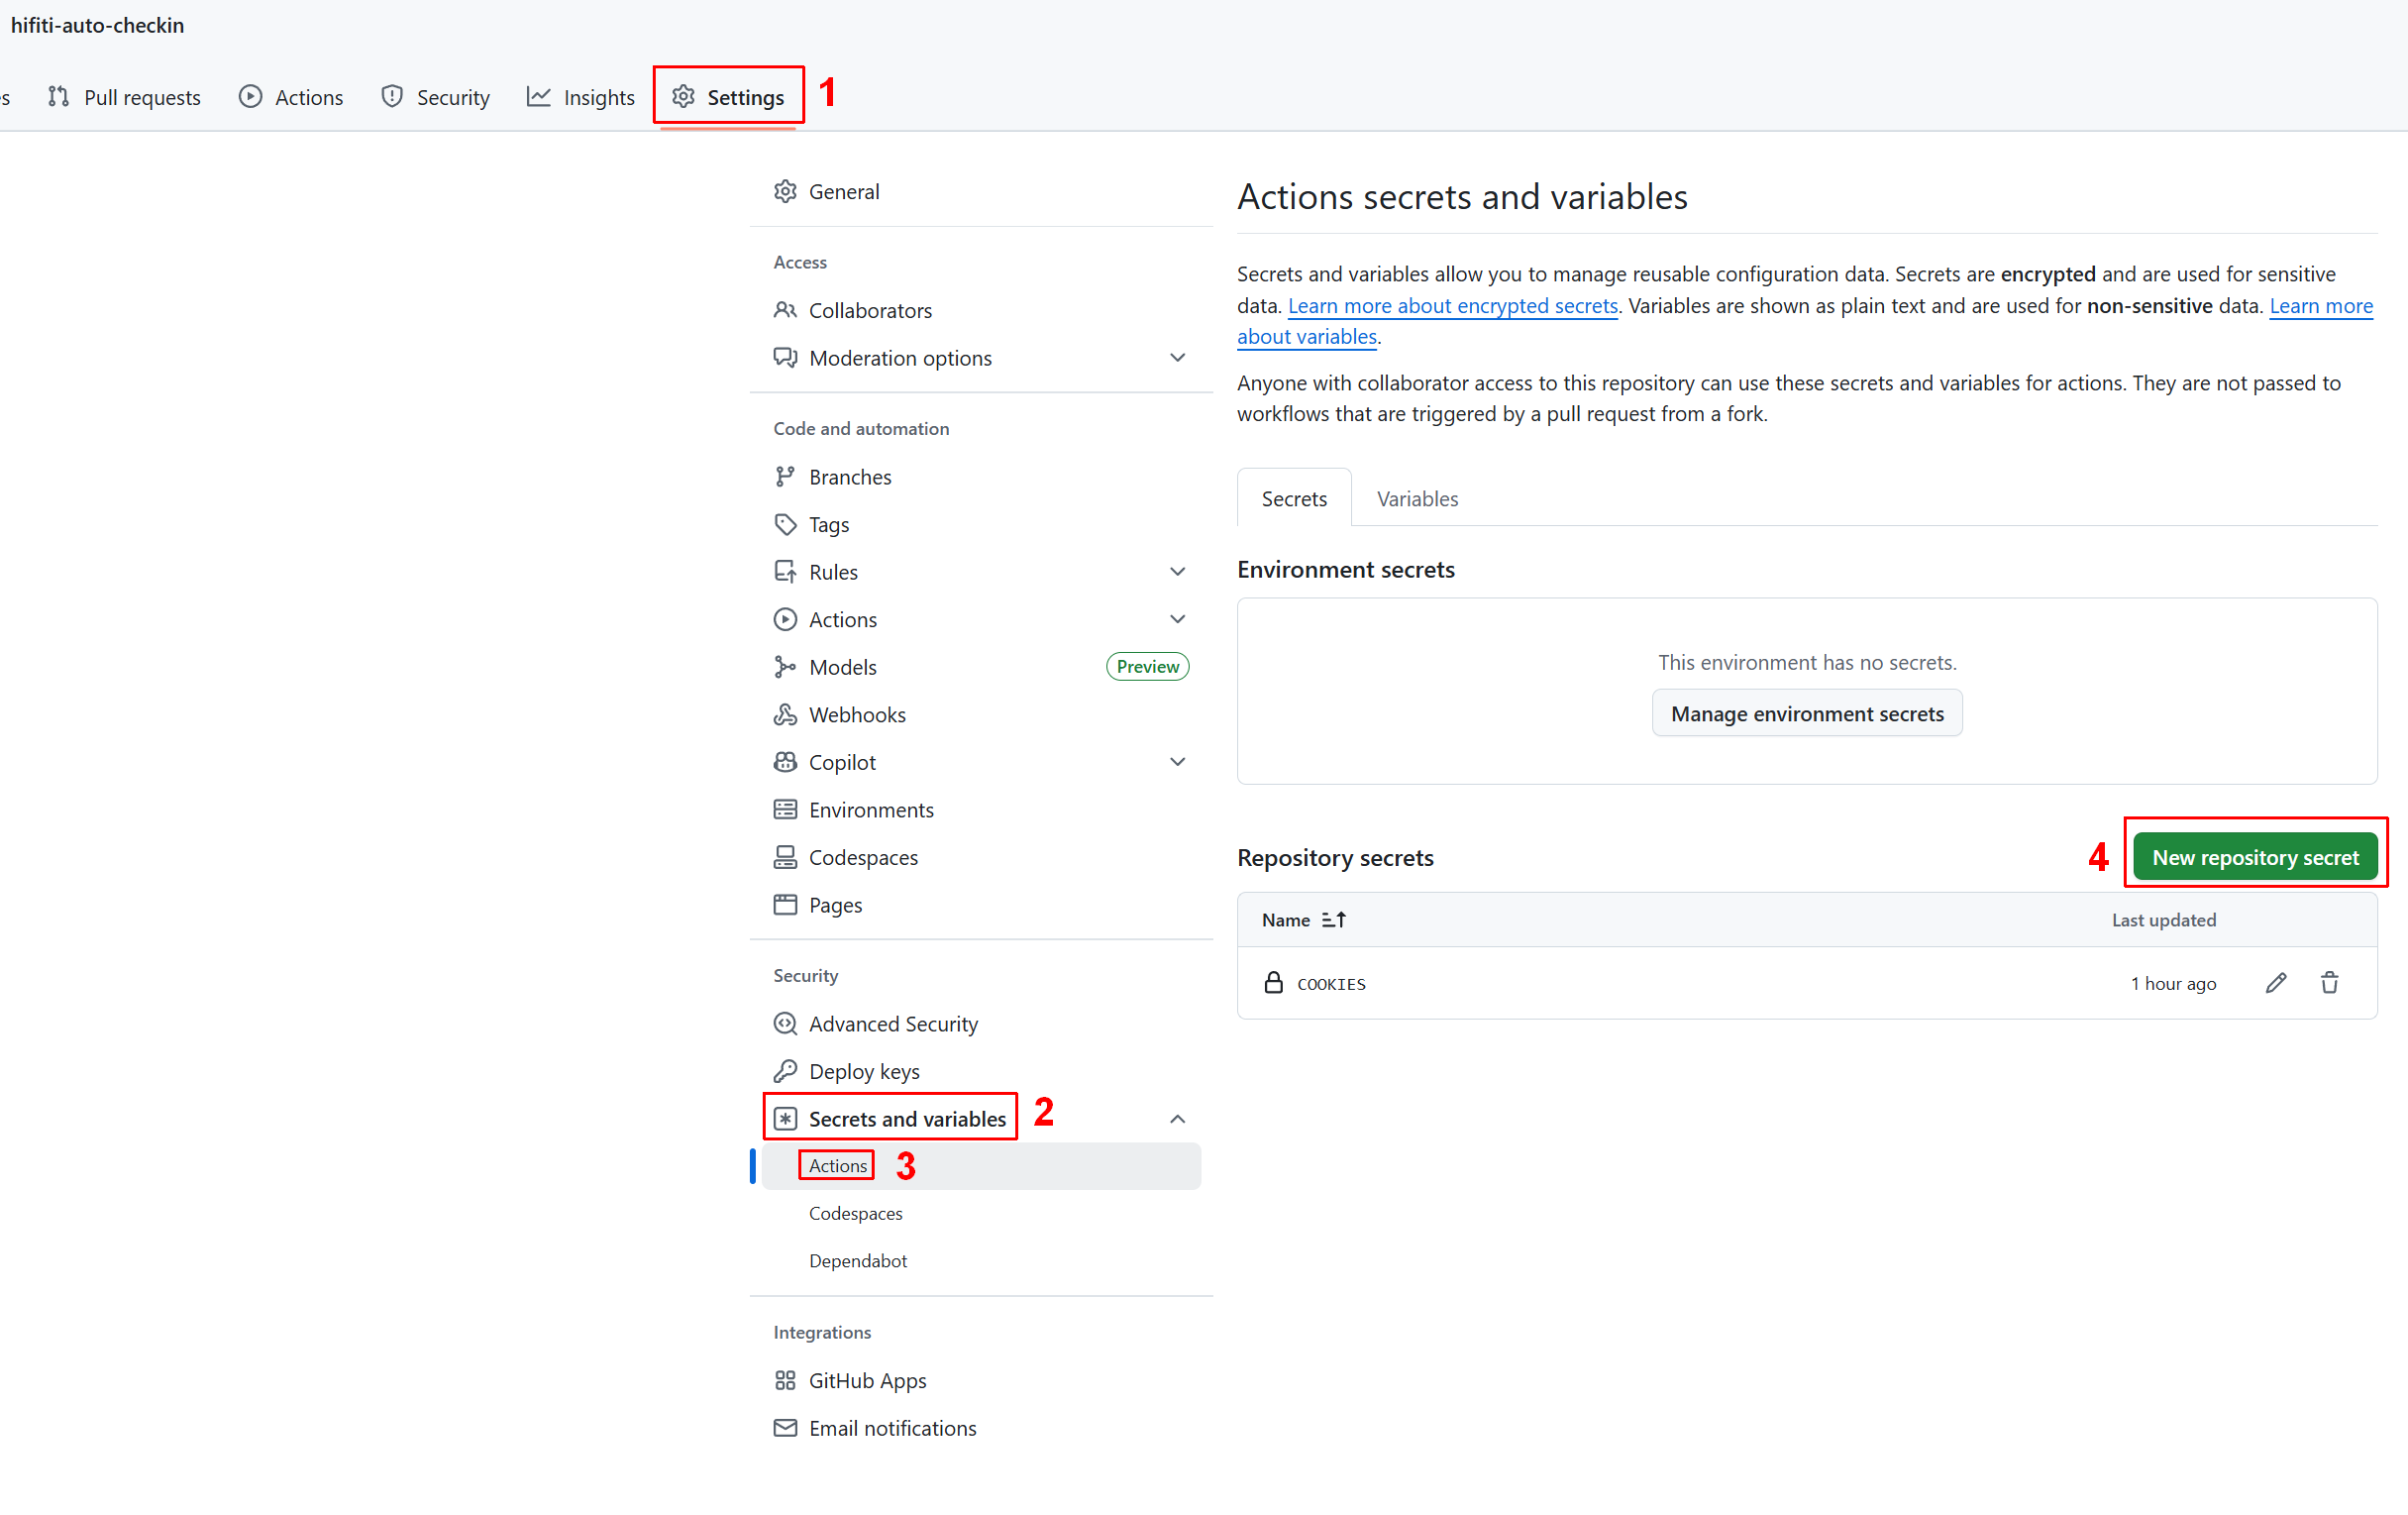 hifiti-auto-checkin
s Pull requests Actions Security Insights Settings 1
General
Access
Collaborators
Moderation options
Code and automation
Branches
Tags
Rules
Actions
Models Preview
Webhooks
Copilot
Environments
Codespaces
Pages
Security
Advanced Security
Deploy keys
Secrets and variables 2
Actions 3
Codespaces
Dependabot
Integrations
GitHub Apps
Email notifications
Actions secrets and variables
Secrets and variables allow you to manage reusable configuration data. Secrets are encrypted and are used for sensitive
data. Learn more about encrypted secrets. Variables are shown as plain text and are used for non-sensitive data. Learn more
about variables.
Anyone with collaborator access to this repository can use these secrets and variables for actions. They are not passed to
workflows that are triggered by a pull request from a fork.
Secrets Variables
Environment secrets
This environment has no secrets.
Manage environment secrets
Repository secrets 4 New repository secret
Name Last updated
COOKIES 1 hour ago